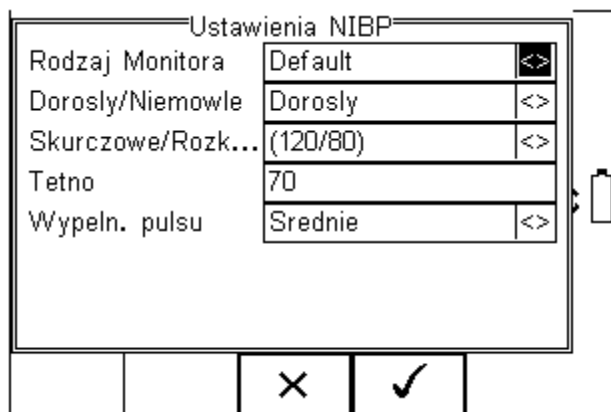 Ustawienia NIBP
Rodzaj Monitora Default <>
Dorosly/Niemowle Dorosly <>
Skurczowe/Rozk... (120/80) <>
Tetno 70
Wypeln. pulsu Srednie <>